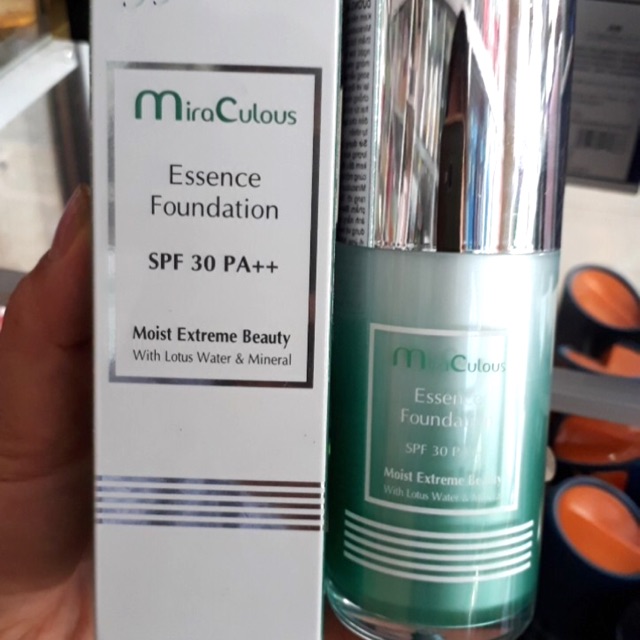 miraCulous
Essence
Foundation
SPF 30 PA++
Moist Extreme Beauty
With Lotus Water & Mineral
miraCulous
Essence
SPF 30
Moist Extreme
With Lotus Water &